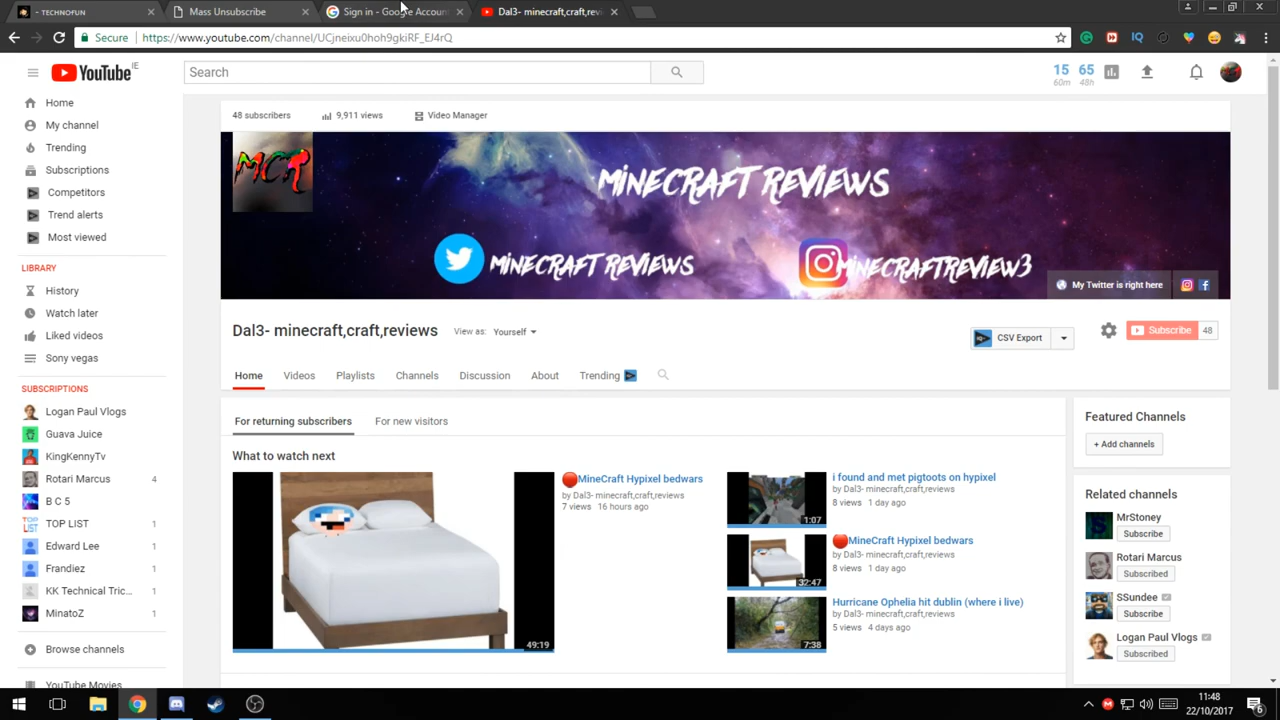 - TECHNOFUN
Mass Unsubscribe
Sign in - Google Accoun
Dal3- minecraft,craft,revi
Secure
https://www.youtube.com/channel/UCjneixu0hoh9gkiRF_EJ4rQ
IQ
YouTube IE
Search
15 60m
65 48h
Home
My channel
Trending
Subscriptions
Competitors
Trend alerts
Most viewed
LIBRARY
History
Watch later
Liked videos
Sony vegas
SUBSCRIPTIONS
Logan Paul Vlogs
Guava Juice
KingKennyTv
Rotari Marcus 4
B C 5
TOP LIST 1
Edward Lee 1
Frandiez 1
KK Technical Tric... 1
MinatoZ 1
Browse channels
YouTube Movies
48 subscribers
9,911 views
Video Manager
MCR
MINECRAFT REVIEWS
MINECRAFT REVIEWS
MINECRAFTREVIEW3
My Twitter is right here
Dal3- minecraft,craft,reviews
View as: Yourself
CSV Export
Subscribe 48
Home
Videos
Playlists
Channels
Discussion
About
Trending
For returning subscribers
For new visitors
What to watch next
49:19
MineCraft Hypixel bedwars
by Dal3- minecraft,craft,reviews
7 views 16 hours ago
1:07
i found and met pigtoots on hypixel
by Dal3- minecraft,craft,reviews
8 views 1 day ago
32:47
MineCraft Hypixel bedwars
by Dal3- minecraft,craft,reviews
8 views 1 day ago
7:38
Hurricane Ophelia hit dublin (where i live)
by Dal3- minecraft,craft,reviews
5 views 4 days ago
Featured Channels
+ Add channels
Related channels
MrStoney
Subscribe
Rotari Marcus
Subscribed
SSundee
Subscribe
Logan Paul Vlogs
Subscribed
11:48
22/10/2017
6